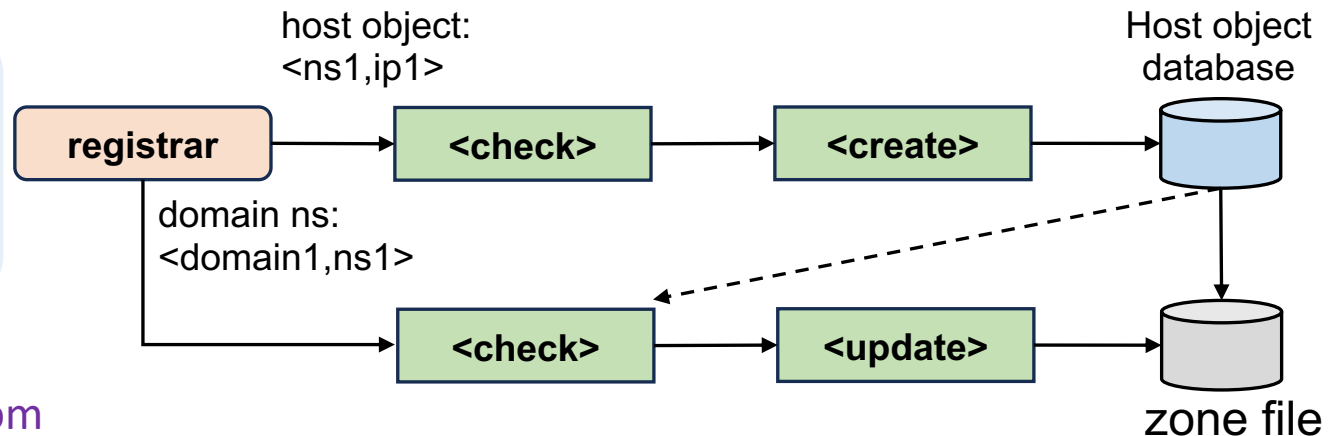 host object:
<ns1,ip1>
Host object
database
registrar
<check>
<create>
domain ns:
<domain1,ns1>
<check>
<update>
om
zone file